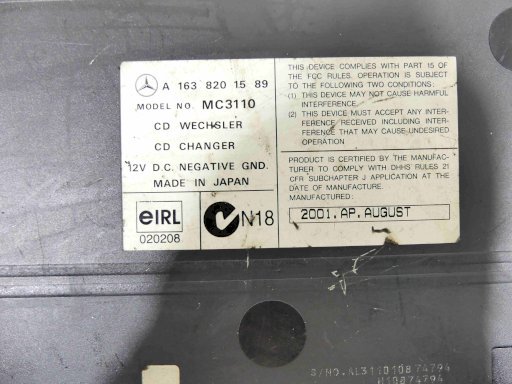 A 163 820 15 89
MODEL NO. MC3110
CD WECHSLER
CD CHANGER
12V D.C. NEGATIVE GND.
MADE IN JAPAN
eIRL
020208
N18
THIS DEVICE COMPLIES WITH PART 15 OF
THE FCC RULES. OPERATION IS SUBJECT
TO THE FOLLOWING TWO CONDITIONS:
(1) THIS DEVICE MAY NOT CAUSE HARMFUL
INTERFERENCE.
(2) THIS DEVICE MUST ACCEPT ANY INTER-
FERENCE RECEIVED INCLUDING INTER-
FERENCE THAT MAY CAUSE UNDESIRED
OPERATION
PRODUCT IS CERTIFIED BY THE MANUFAC-
TURER TO COMPLY WITH DHHS RULES 21
CFR SUBCHAPTER J APPLICATION AT THE
DATE OF MANUFACTURE.
MANUFACTURED:
2001.AP.AUGUST
S/NO.AL311010874794
M10874794